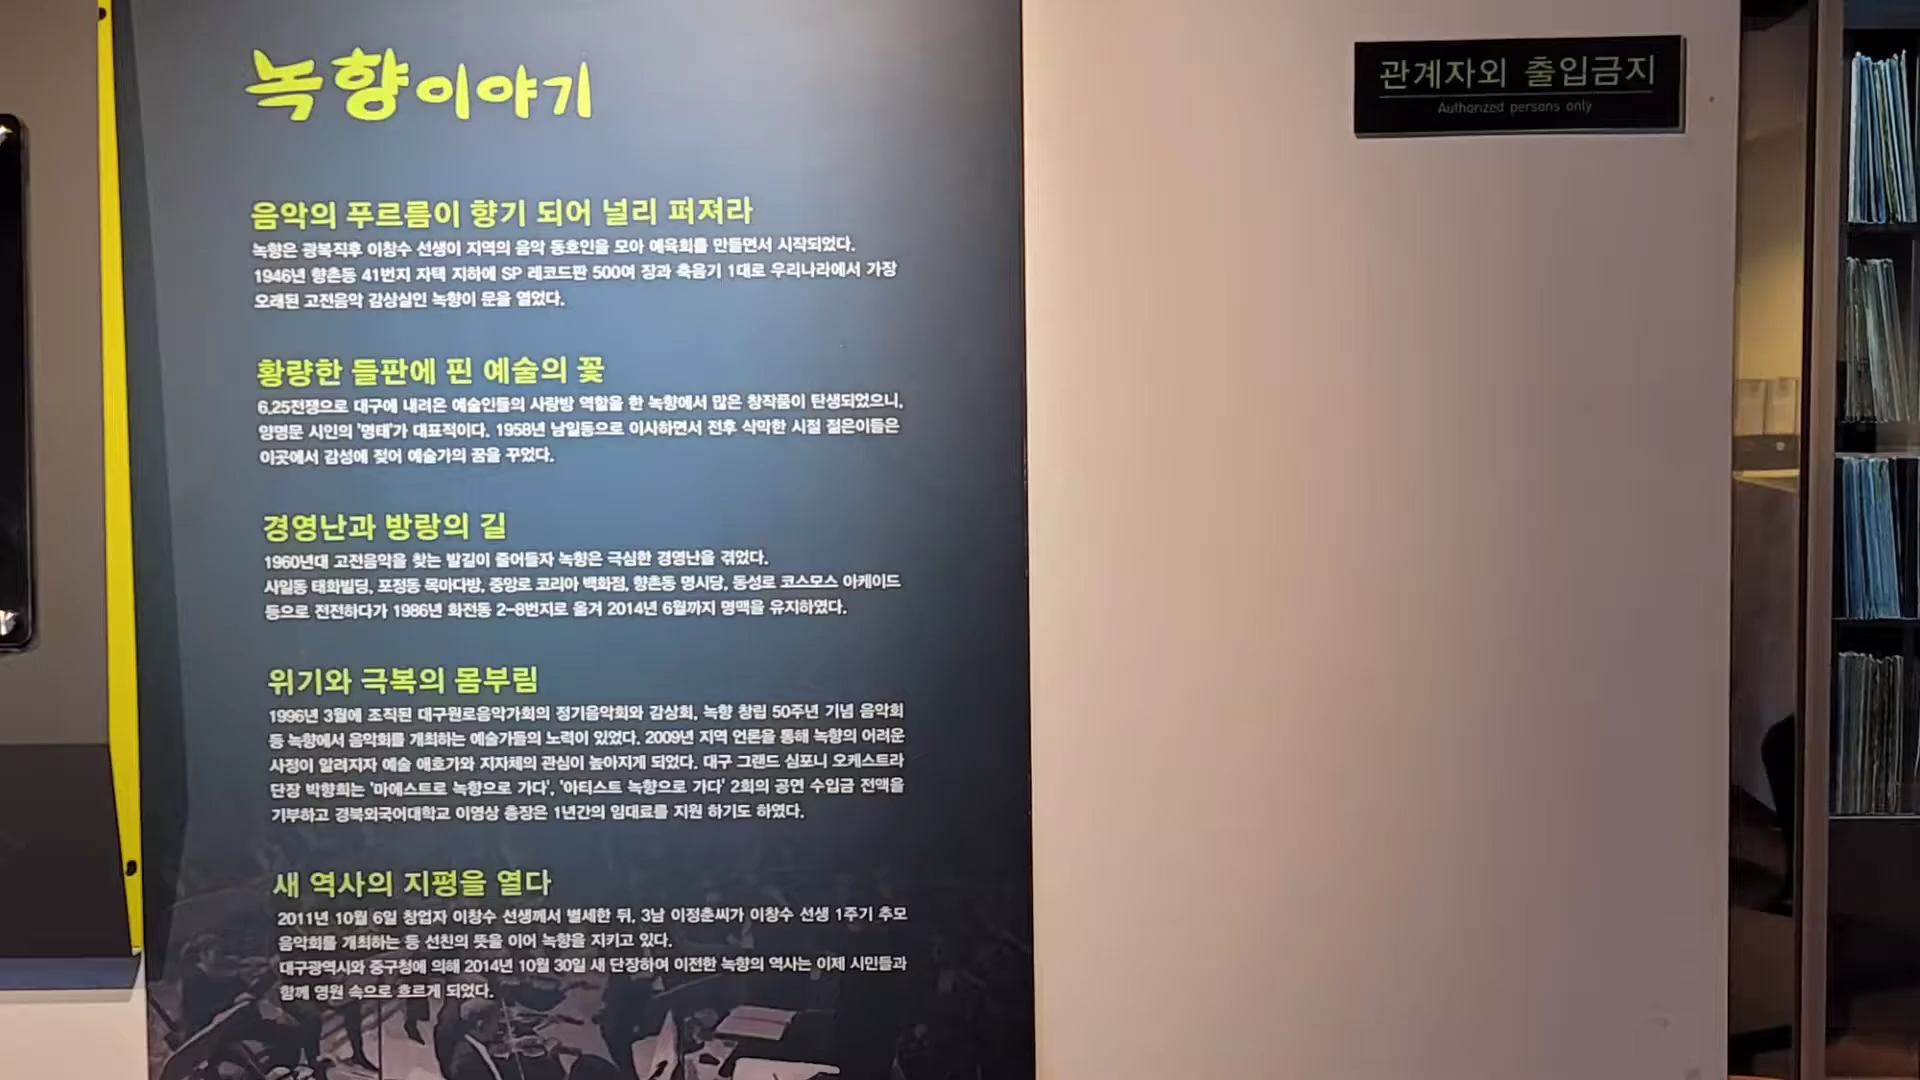 녹향이야기
음악의 푸르름이 향기 되어 널리 퍼져라
녹향은 광복직후 이창수 선생이 지역의 음악 동호인을 모아 예육회를 만들면서 시작되었다.
1946년 향촌동 41번지 자택 지하에 SP 레코드판 500여 장과 축음기 1대로 우리나라에서 가장
오래된 고전음악 감상실인 녹향이 문을 열었다.
황량한 들판에 핀 예술의 꽃
6.25전쟁으로 대구에 내려온 예술인들의 사랑방 역할을 한 녹향에서 많은 창작품이 탄생되었으니,
양명문 시인의 '명태'가 대표적이다. 1958년 남일동으로 이사하면서 전후 삭막한 시절 젊은이들은
이곳에서 감성에 젖어 예술가의 꿈을 꾸었다.
경영난과 방랑의 길
1960년대 고전음악을 찾는 발길이 줄어들자 녹향은 극심한 경영난을 겪었다.
사일동 태화빌딩, 포정동 목마다방, 중앙로 코리아 백화점, 향촌동 명시당, 동성로 코스모스 아케이드
등으로 전전하다가 1986년 화전동 2-8번지로 옮겨 2014년 6월까지 명맥을 유지하였다.
위기와 극복의 몸부림
1996년 3월에 조직된 대구원로음악가회의 정기음악회와 감상회, 녹향 창립 50주년 기념 음악회
등 녹향에서 음악회를 개최하는 예술가들의 노력이 있었다. 2009년 지역 언론을 통해 녹향의 어려운
사정이 알려지자 예술 애호가와 지자체의 관심이 높아지게 되었다. 대구 그랜드 심포니 오케스트라
단장 박향희는 '마에스트로 녹향으로 가다', '아티스트 녹향으로 가다' 2회의 공연 수입금 전액을
기부하고 경북외국어대학교 이영상 총장은 1년간의 임대료를 지원 하기도 하였다.
새 역사의 지평을 열다
2011년 10월 6일 창업자 이창수 선생께서 별세한 뒤, 3남 이정춘씨가 이창수 선생 1주기 추모
음악회를 개최하는 등 선친의 뜻을 이어 녹향을 지키고 있다.
대구광역시와 중구청에 의해 2014년 10월 30일 새 단장하여 이전한 녹향의 역사는 이제 시민들과
함께 영원 속으로 흐르게 되었다.
관계자외 출입금지
Authorized persons only